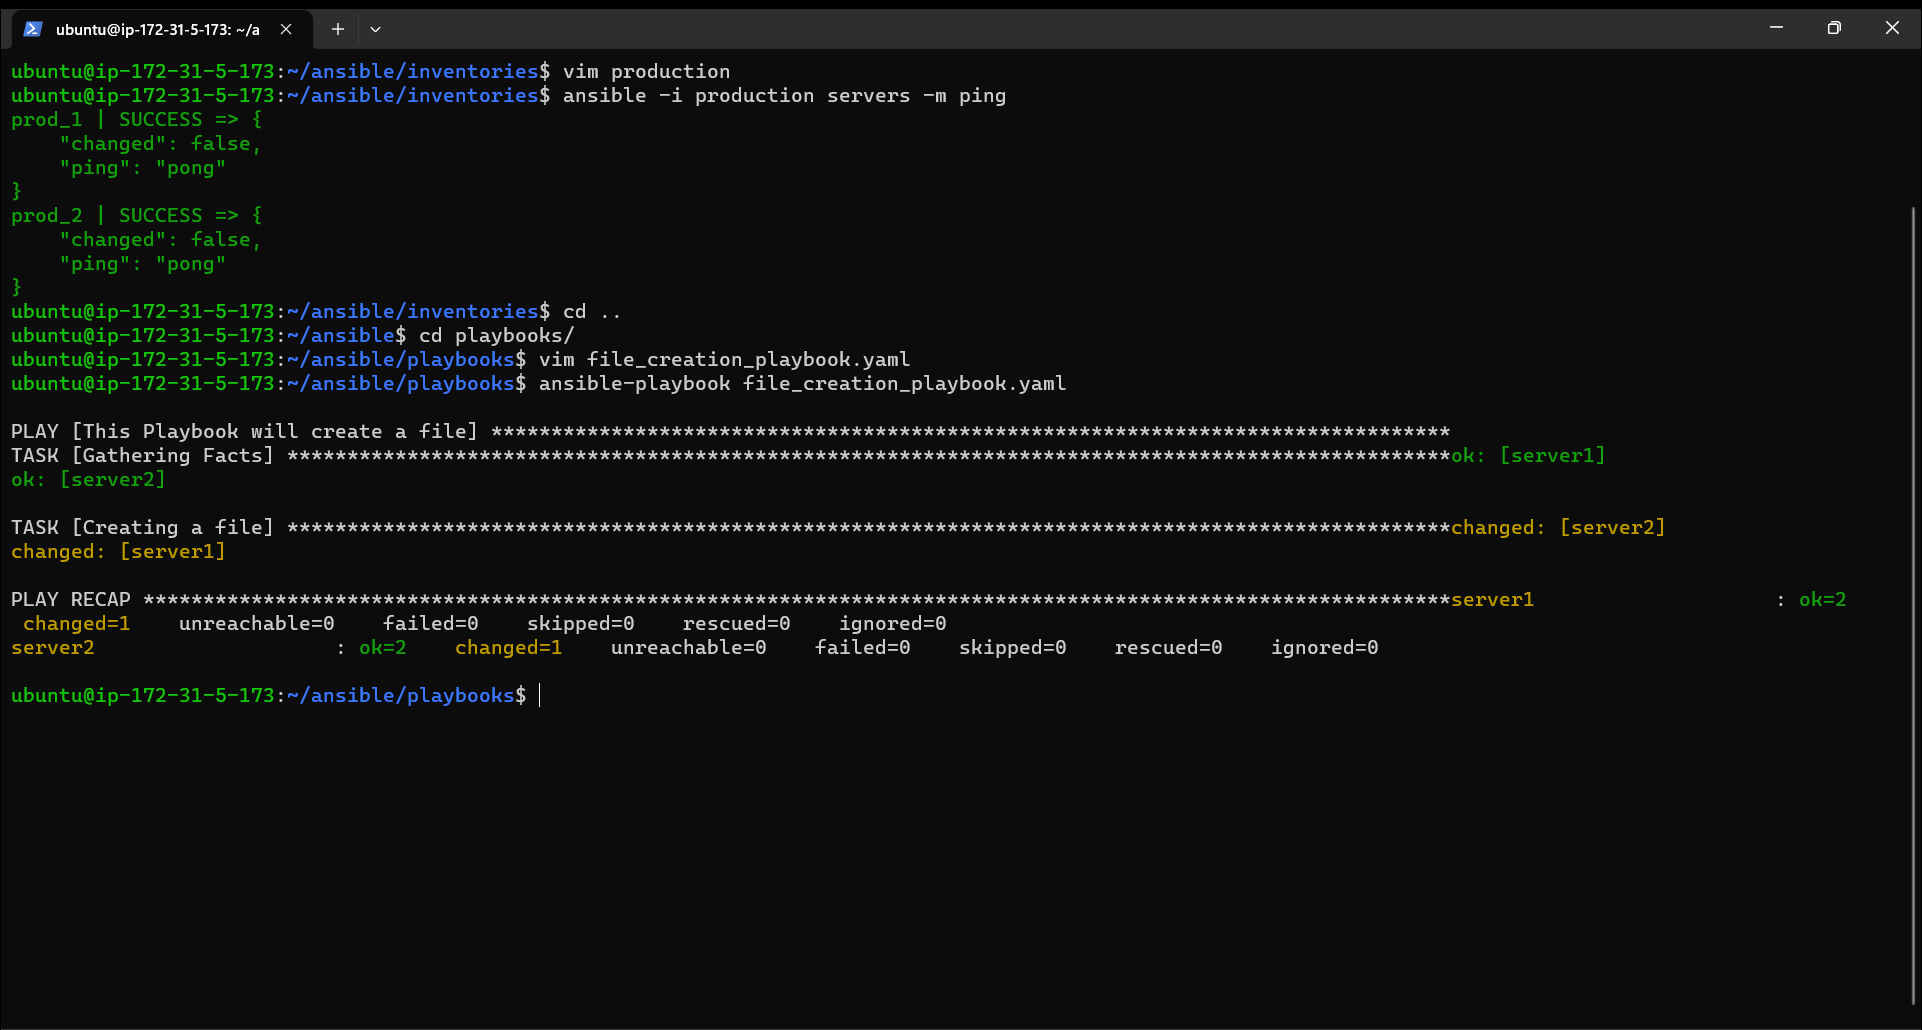 ubuntu@ip-172-31-5-173: ~/a
ubuntu@ip-172-31-5-173:~/ansible/inventories$ vim production
ubuntu@ip-172-31-5-173:~/ansible/inventories$ ansible -i production servers -m ping
prod_1 | SUCCESS => {
    "changed": false,
    "ping": "pong"
}
prod_2 | SUCCESS => {
    "changed": false,
    "ping": "pong"
}
ubuntu@ip-172-31-5-173:~/ansible/inventories$ cd ..
ubuntu@ip-172-31-5-173:~/ansible$ cd playbooks/
ubuntu@ip-172-31-5-173:~/ansible/playbooks$ vim file_creation_playbook.yaml
ubuntu@ip-172-31-5-173:~/ansible/playbooks$ ansible-playbook file_creation_playbook.yaml
PLAY [This Playbook will create a file] ********************************************************************************
TASK [Gathering Facts] *************************************************************************************************ok: [server1]
ok: [server2]
TASK [Creating a file] *************************************************************************************************changed: [server2]
changed: [server1]
PLAY RECAP *************************************************************************************************************server1                    : ok=2
 changed=1    unreachable=0    failed=0    skipped=0    rescued=0    ignored=0
server2                    : ok=2    changed=1    unreachable=0    failed=0    skipped=0    rescued=0    ignored=0
ubuntu@ip-172-31-5-173:~/ansible/playbooks$